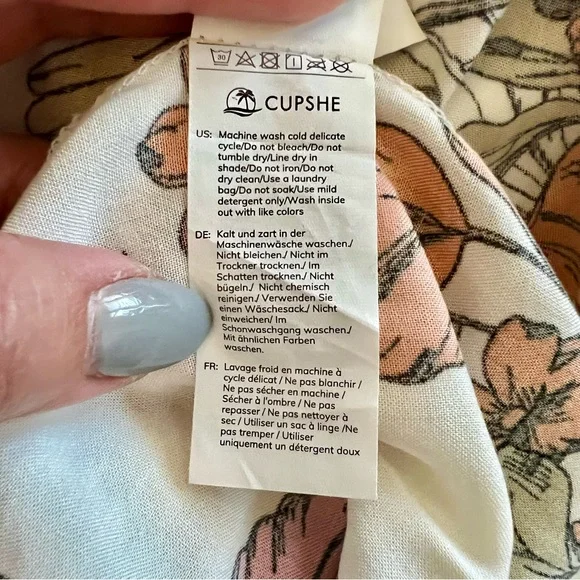 30
CUPSHE
US: Machine wash cold delicate
cycle/Do not bleach/Do not
tumble dry/Line dry in
shade/Do not iron/Do not
dry clean/Use a laundry
bag/Do not soak/Use mild
detergent only/Wash inside
out with like colors
DE: Kalt und zart in der
Maschinenwäsche waschen./
Nicht bleichen./ Nicht im
Trockner trocknen./ Im
Schatten trocknen./ Nicht
bügeln./ Nicht chemisch
reinigen./ Verwenden Sie
einen Wäschesack./ Nicht
einweichen/ Im
Schonwaschgang waschen./
Mit ähnlichen Farben
waschen.
FR: Lavage froid en machine à
cycle délicat / Ne pas blanchir /
Ne pas sécher en machine /
Sécher à l'ombre / Ne pas
repasser / Ne pas nettoyer à
sec / Utiliser un sac à linge /Ne
pas tremper / Utiliser
uniquement un détergent doux